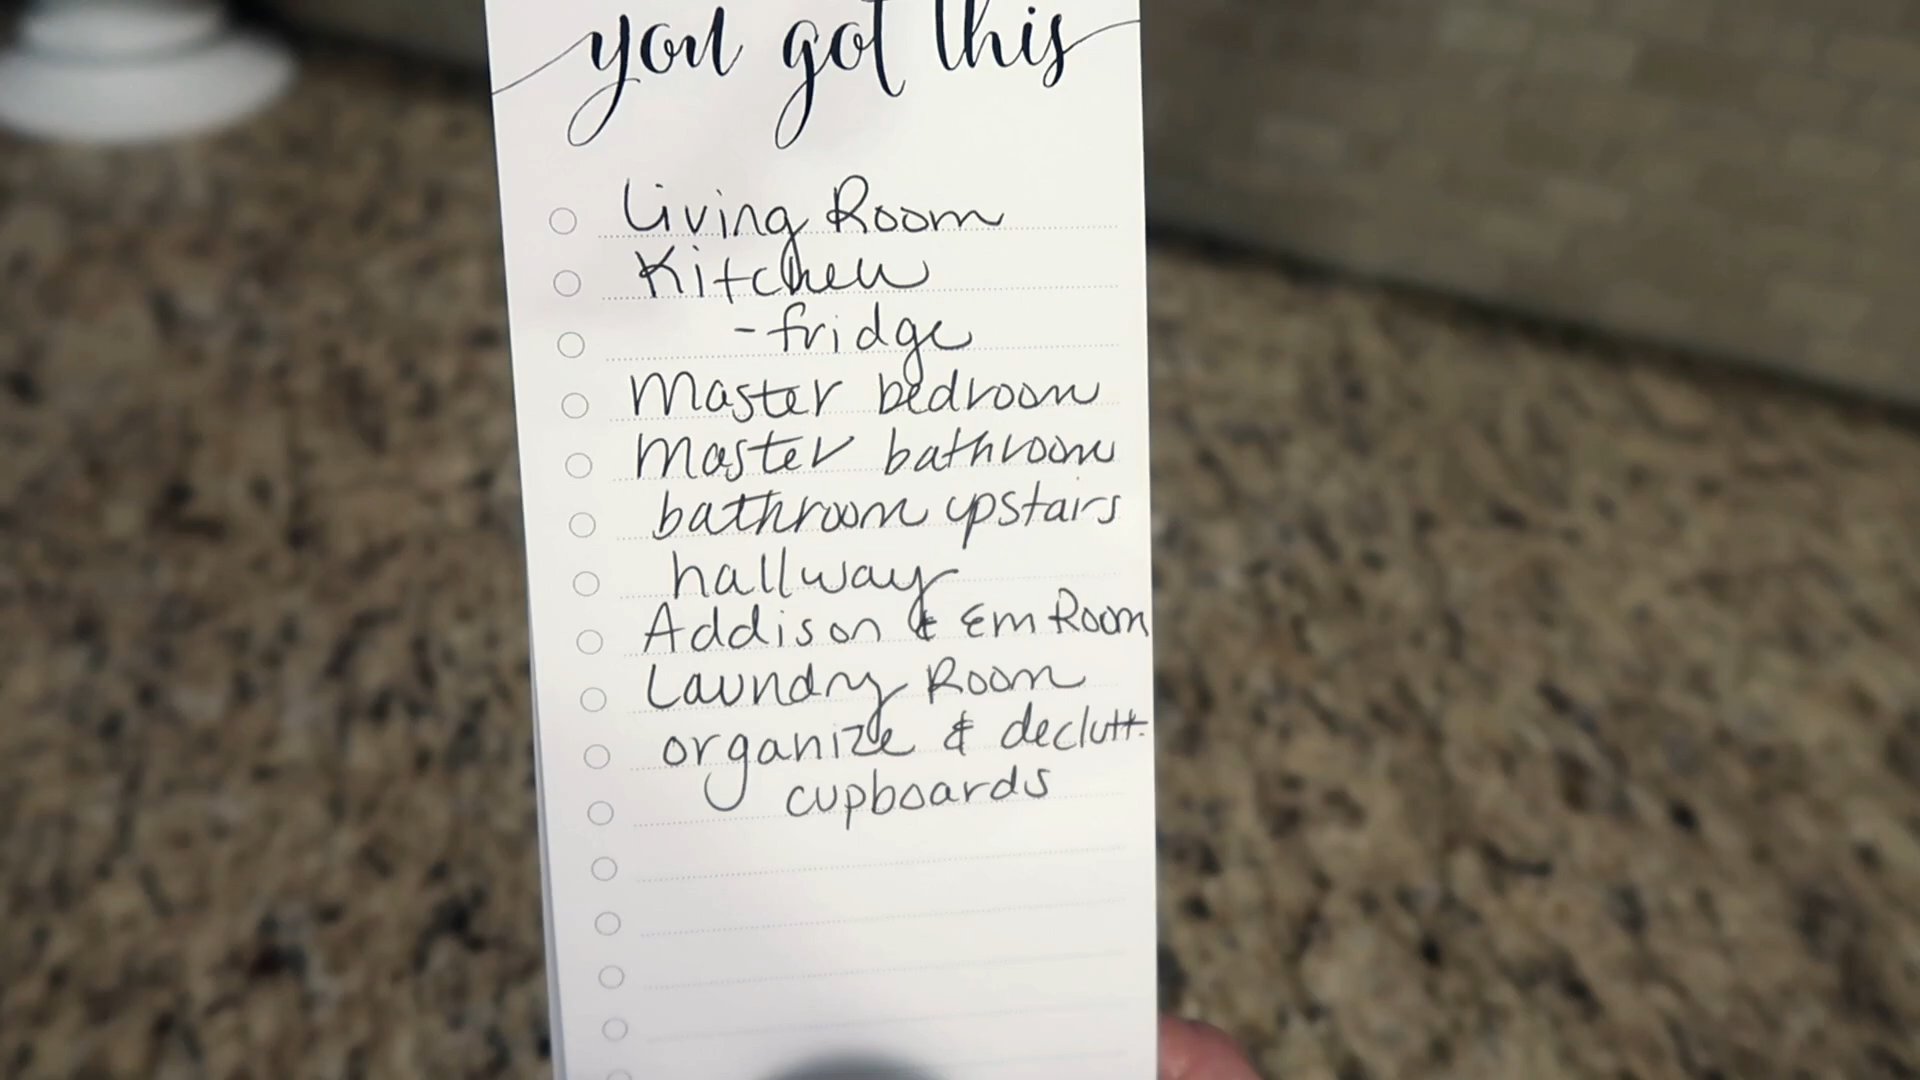 you got this
Living Room
Kitchen
-fridge
Master bedroom
Master bathroom
bathroom upstairs
hallway
Addison & Em Room
Laundry Room
organize & declutt.
cupboards